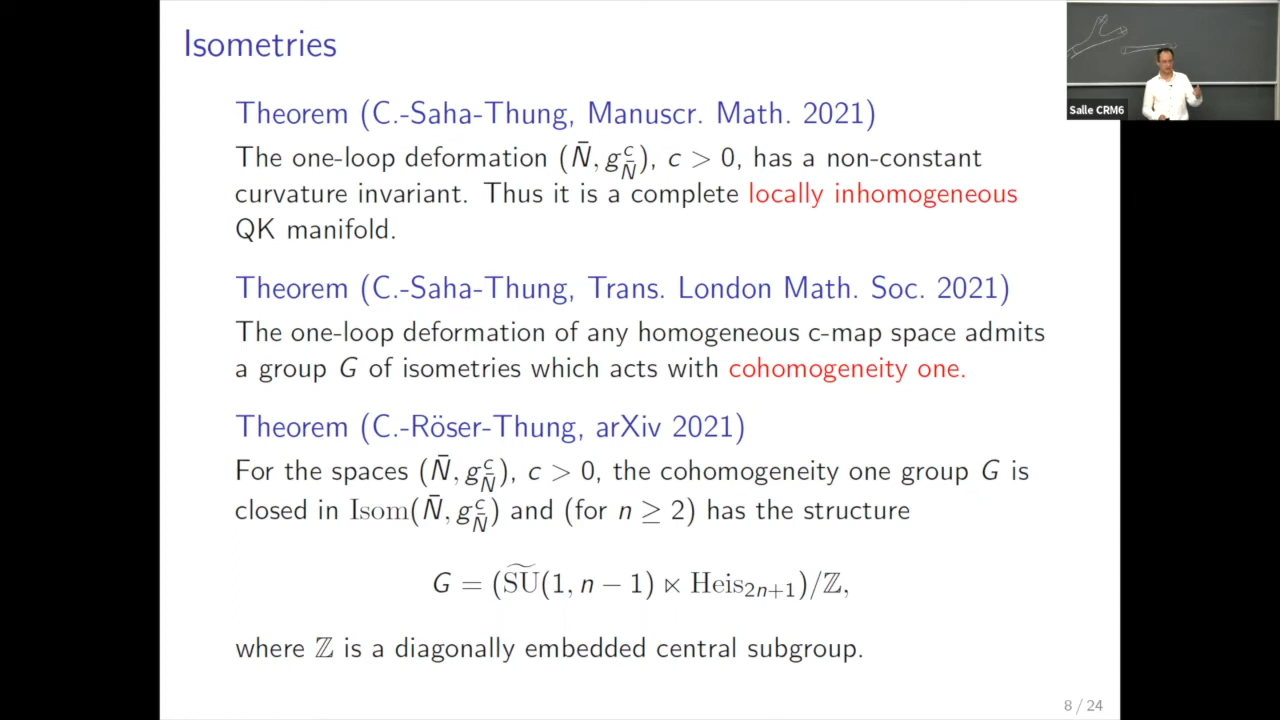 Isometries
Theorem (C.-Saha-Thung, Manuscr. Math. 2021)
The one-loop deformation (N̄, g^c_N̄), c > 0, has a non-constant
curvature invariant. Thus it is a complete locally inhomogeneous
QK manifold.
Theorem (C.-Saha-Thung, Trans. London Math. Soc. 2021)
The one-loop deformation of any homogeneous c-map space admits
a group G of isometries which acts with cohomogeneity one.
Theorem (C.-Röser-Thung, arXiv 2021)
For the spaces (N̄, g^c_N̄), c > 0, the cohomogeneity one group G is
closed in Isom(N̄, g^c_N̄) and (for n ≥ 2) has the structure
G = (S͠U(1, n − 1) ⋉ Heis₂ₙ₊₁)/ℤ,
where ℤ is a diagonally embedded central subgroup.
8 / 24
Salle CRM6